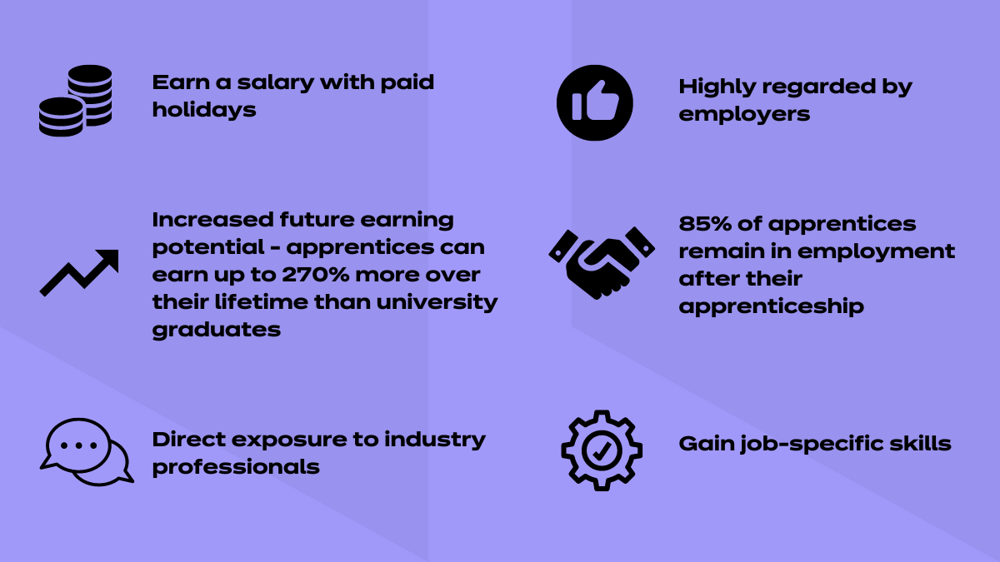 Earn a salary with paid
holidays
Highly regarded by
employers
Increased future earning
potential - apprentices can
earn up to 270% more over
their lifetime than university
graduates
85% of apprentices
remain in employment
after their
apprenticeship
Direct exposure to industry
professionals
Gain job-specific skills